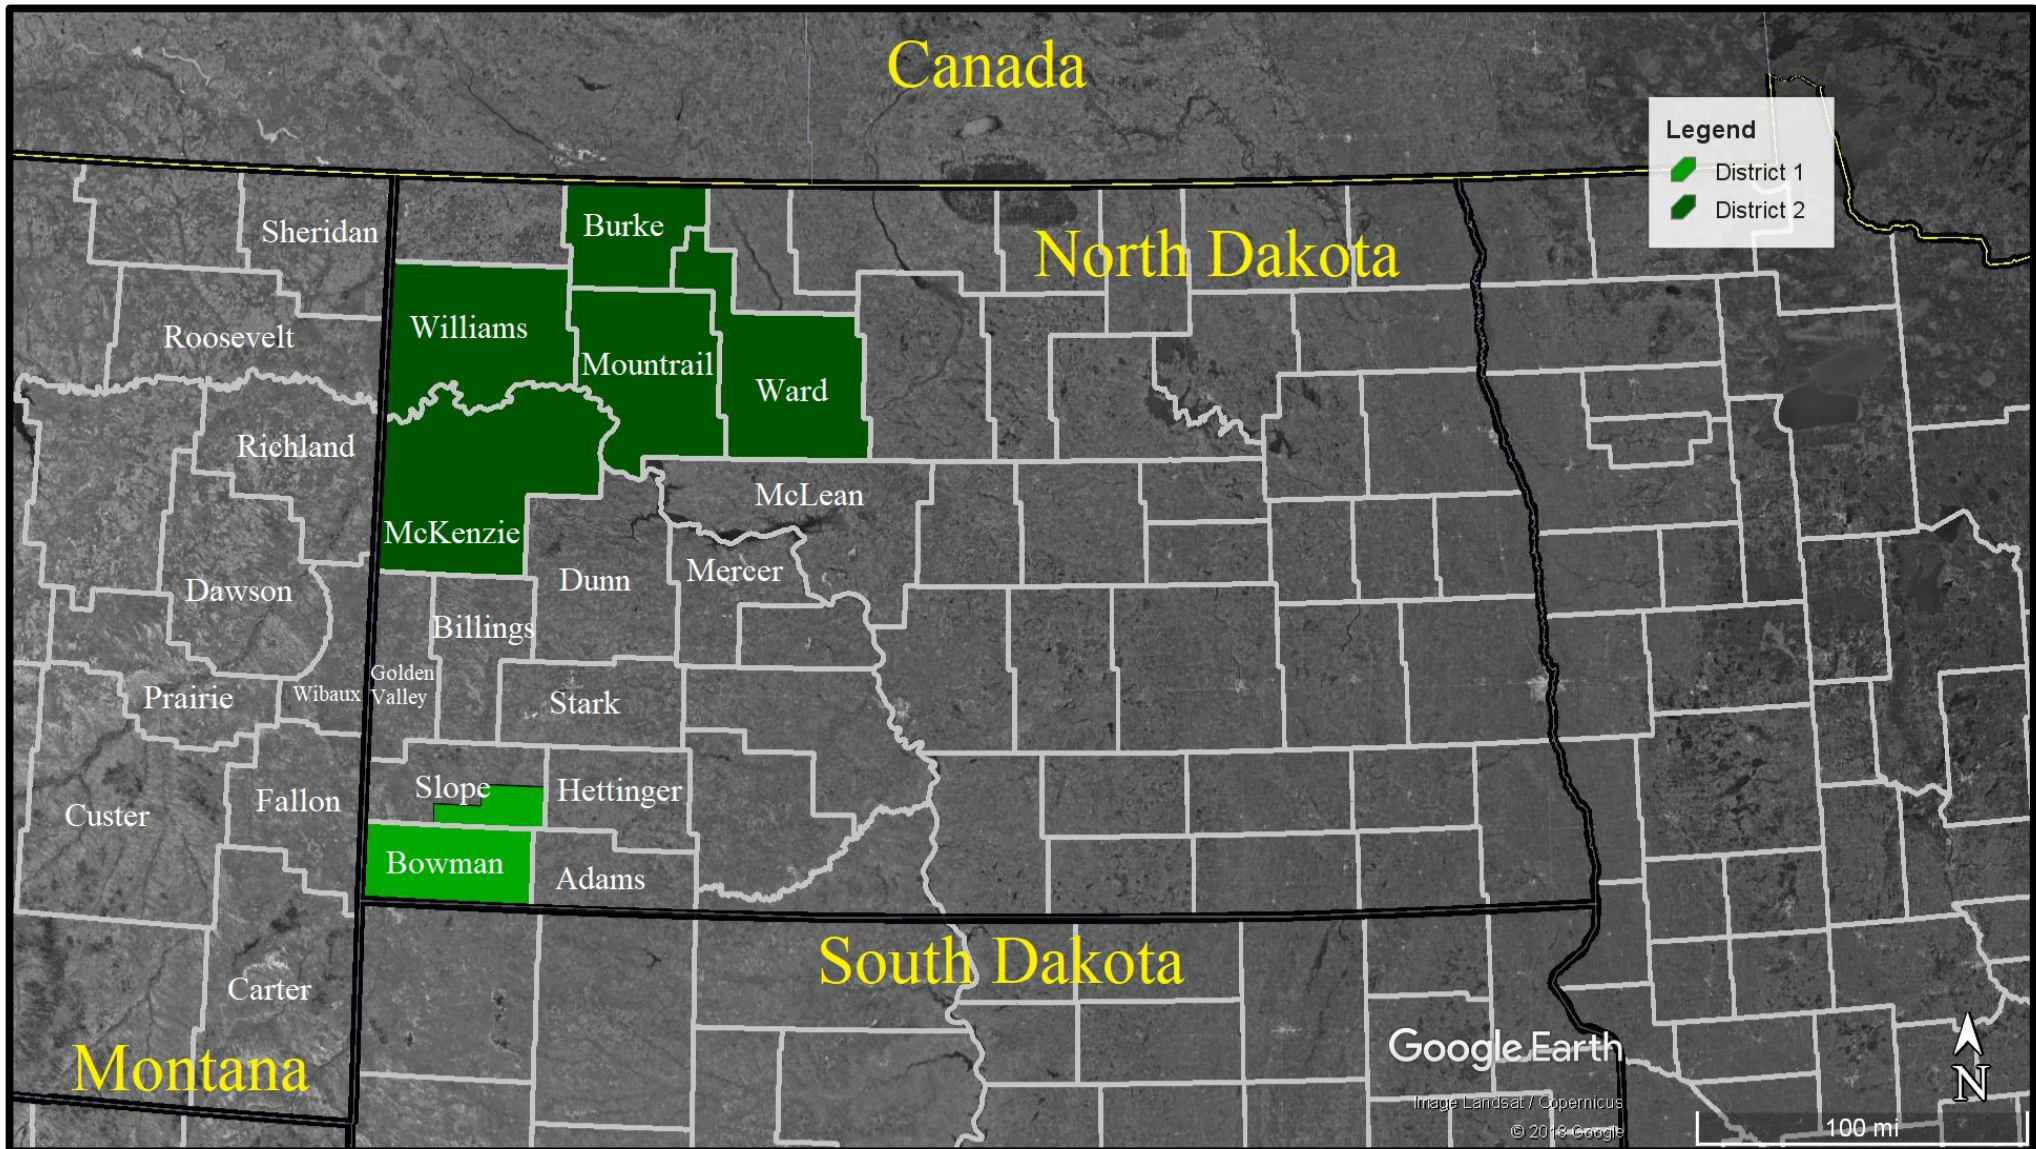 Canada
Legend
District 1
District 2
Sheridan
Burke
North Dakota
Roosevelt
Williams
Mountrail
Ward
Richland
McLean
McKenzie
Dawson
Dunn
Mercer
Billings
Prairie
Wibaux
Golden
Valley
Stark
Custer
Fallon
Slope
Hettinger
Bowman
Adams
Carter
South Dakota
Montana
Google Earth
N
Image Landsat / Copernicus
© 2018 Google
100 mi